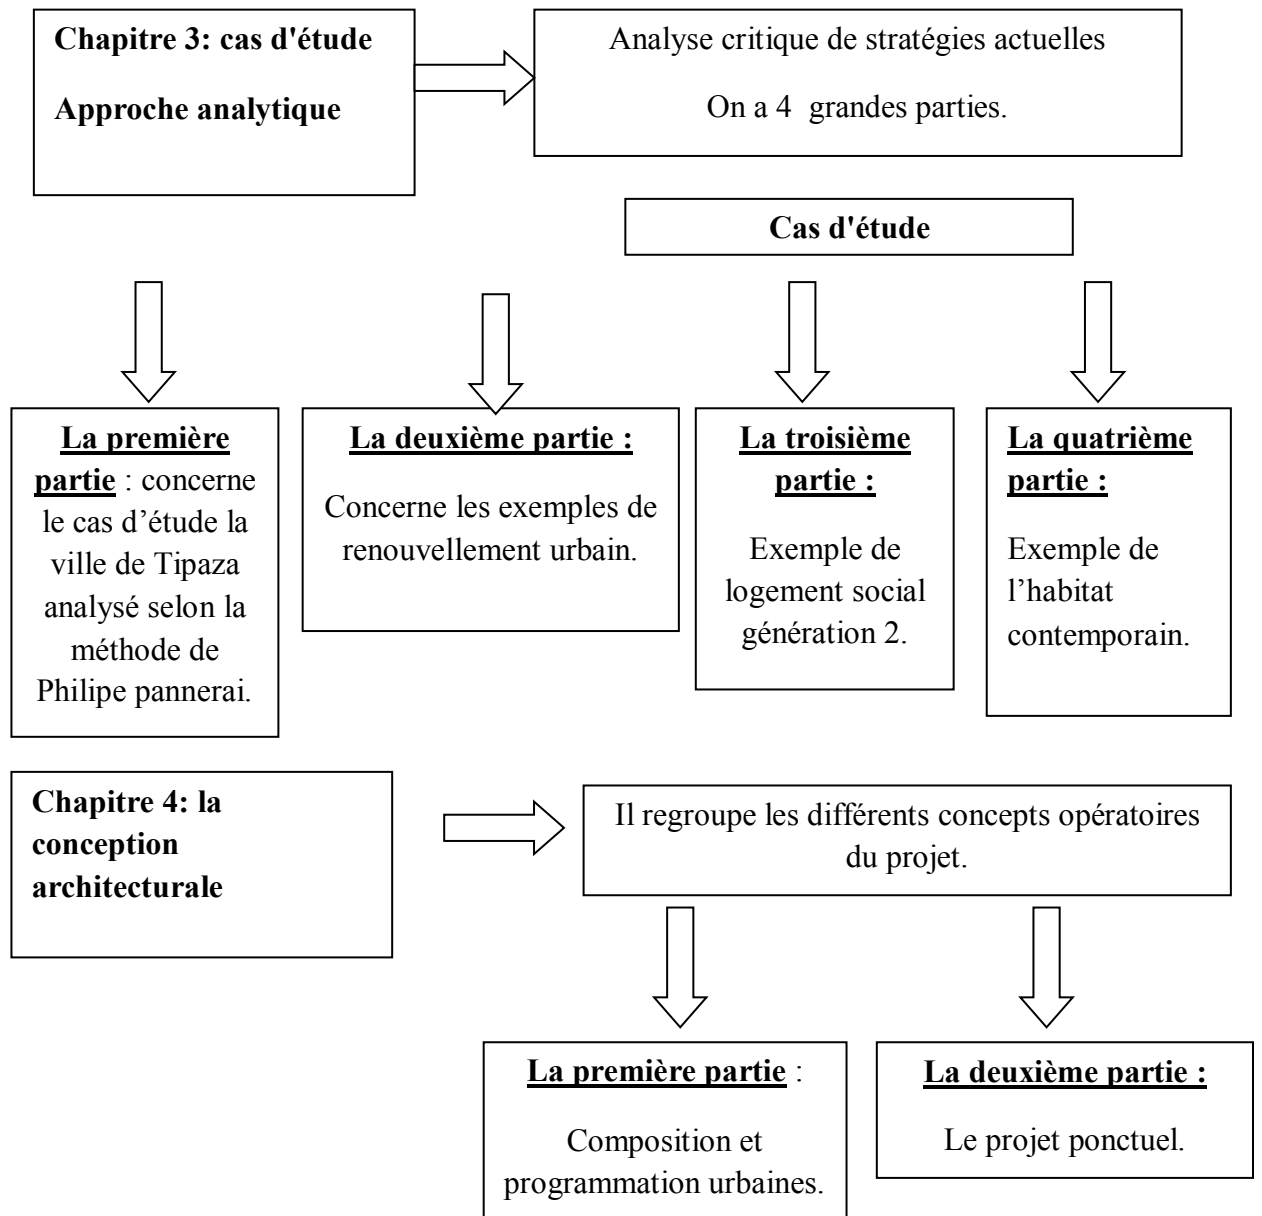 Chapitre 3: cas d'étude
Approche analytique
Analyse critique de stratégies actuelles
On a 4 grandes parties.
Cas d'étude
La première
partie : concerne
le cas d’étude la
ville de Tipaza
analysé selon la
méthode de
Philipe pannerai.
La deuxième partie :
Concerne les exemples de
renouvellement urbain.
La troisième
partie :
Exemple de
logement social
génération 2.
La quatrième
partie :
Exemple de
l’habitat
contemporain.
Chapitre 4: la
conception
architecturale
Il regroupe les différents concepts opératoires
du projet.
La première partie :
Composition et
programmation urbaines.
La deuxième partie :
Le projet ponctuel.